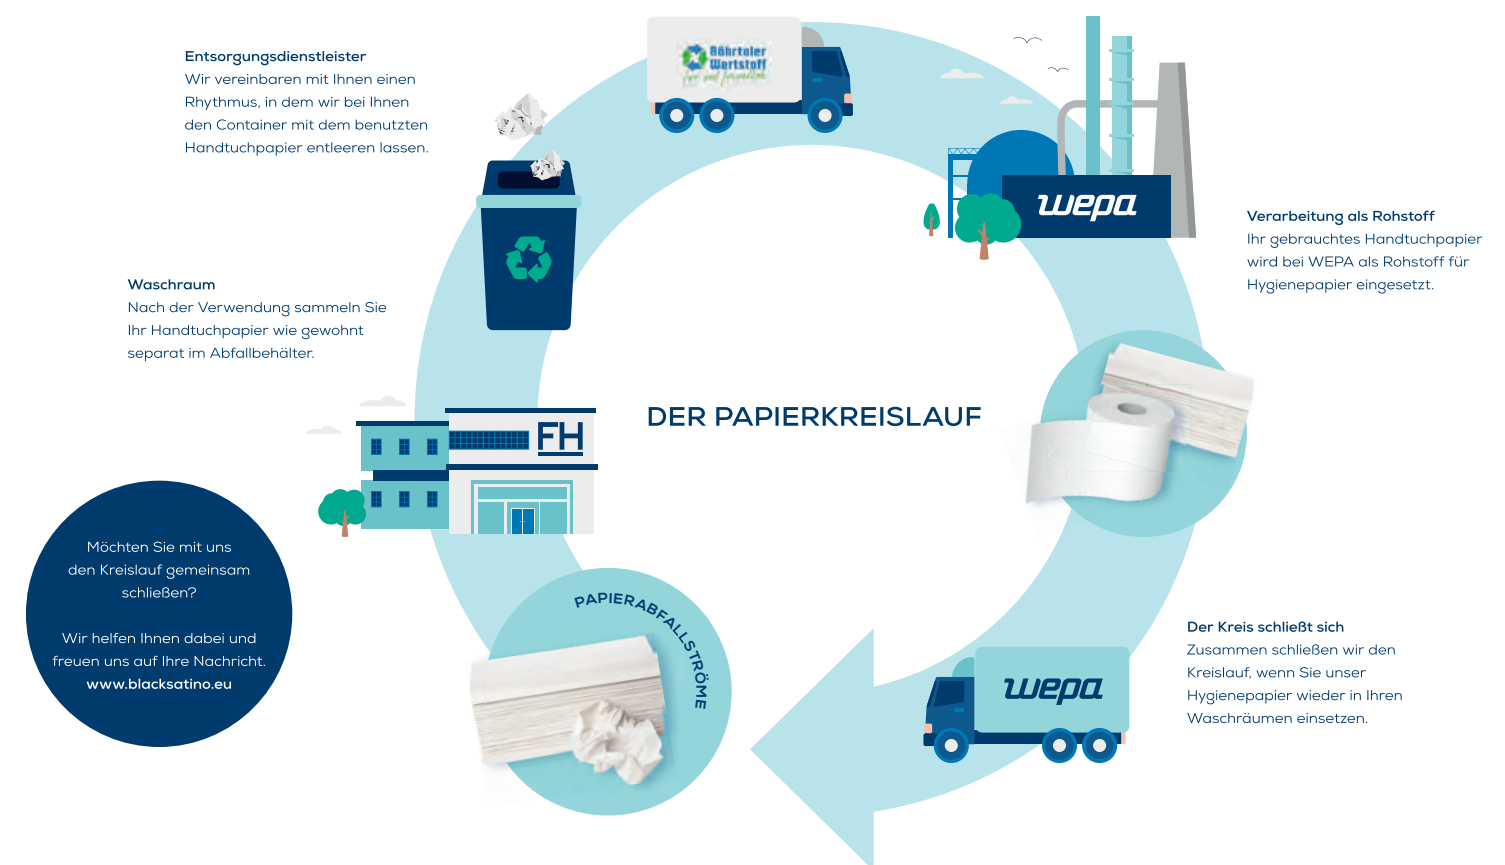 Entsorgungsdienstleister
Wir vereinbaren mit Ihnen einen
Rhythmus, in dem wir bei Ihnen
den Container mit dem benutzten
Handtuchpapier entleeren lassen.
Röhrtaler
Wertstoff
wepa
Verarbeitung als Rohstoff
Ihr gebrauchtes Handtuchpapier
wird bei WEPA als Rohstoff für
Hygienepapier eingesetzt.
Waschraum
Nach der Verwendung sammeln Sie
Ihr Handtuchpapier wie gewohnt
separat im Abfallbehälter.
DER PAPIERKREISLAUF
FH
Möchten Sie mit uns
den Kreislauf gemeinsam
schließen?
Wir helfen Ihnen dabei und
freuen uns auf Ihre Nachricht.
www.blacksatino.eu
PAPIERABFALLSTRÖME
wepa
Der Kreis schließt sich
Zusammen schließen wir den
Kreislauf, wenn Sie unser
Hygienepapier wieder in Ihren
Waschräumen einsetzen.